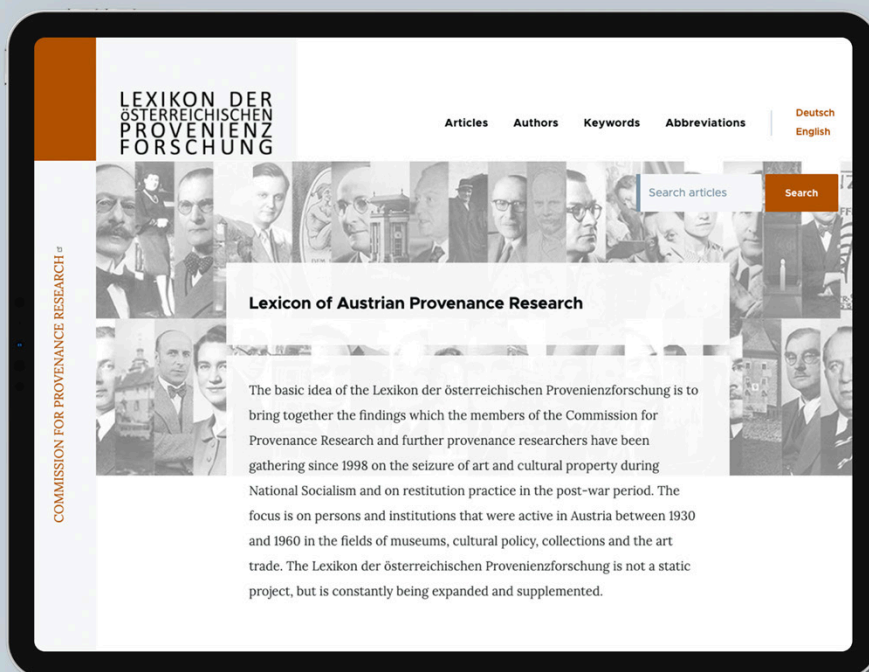 LEXIKON DER
öSTERREICHISCHEN
PROVENIENZ
FORSCHUNG
Articles
Authors
Keywords
Abbreviations
Deutsch
English
Search articles
Search
COMMISSION FOR PROVENANCE RESEARCH
Lexicon of Austrian Provenance Research
The basic idea of the Lexikon der österreichischen Provenienzforschung is to
bring together the findings which the members of the Commission for
Provenance Research and further provenance researchers have been
gathering since 1998 on the seizure of art and cultural property during
National Socialism and on restitution practice in the post-war period. The
focus is on persons and institutions that were active in Austria between 1930
and 1960 in the fields of museums, cultural policy, collections and the art
trade. The Lexikon der österreichischen Provenienzforschung is not a static
project, but is constantly being expanded and supplemented.